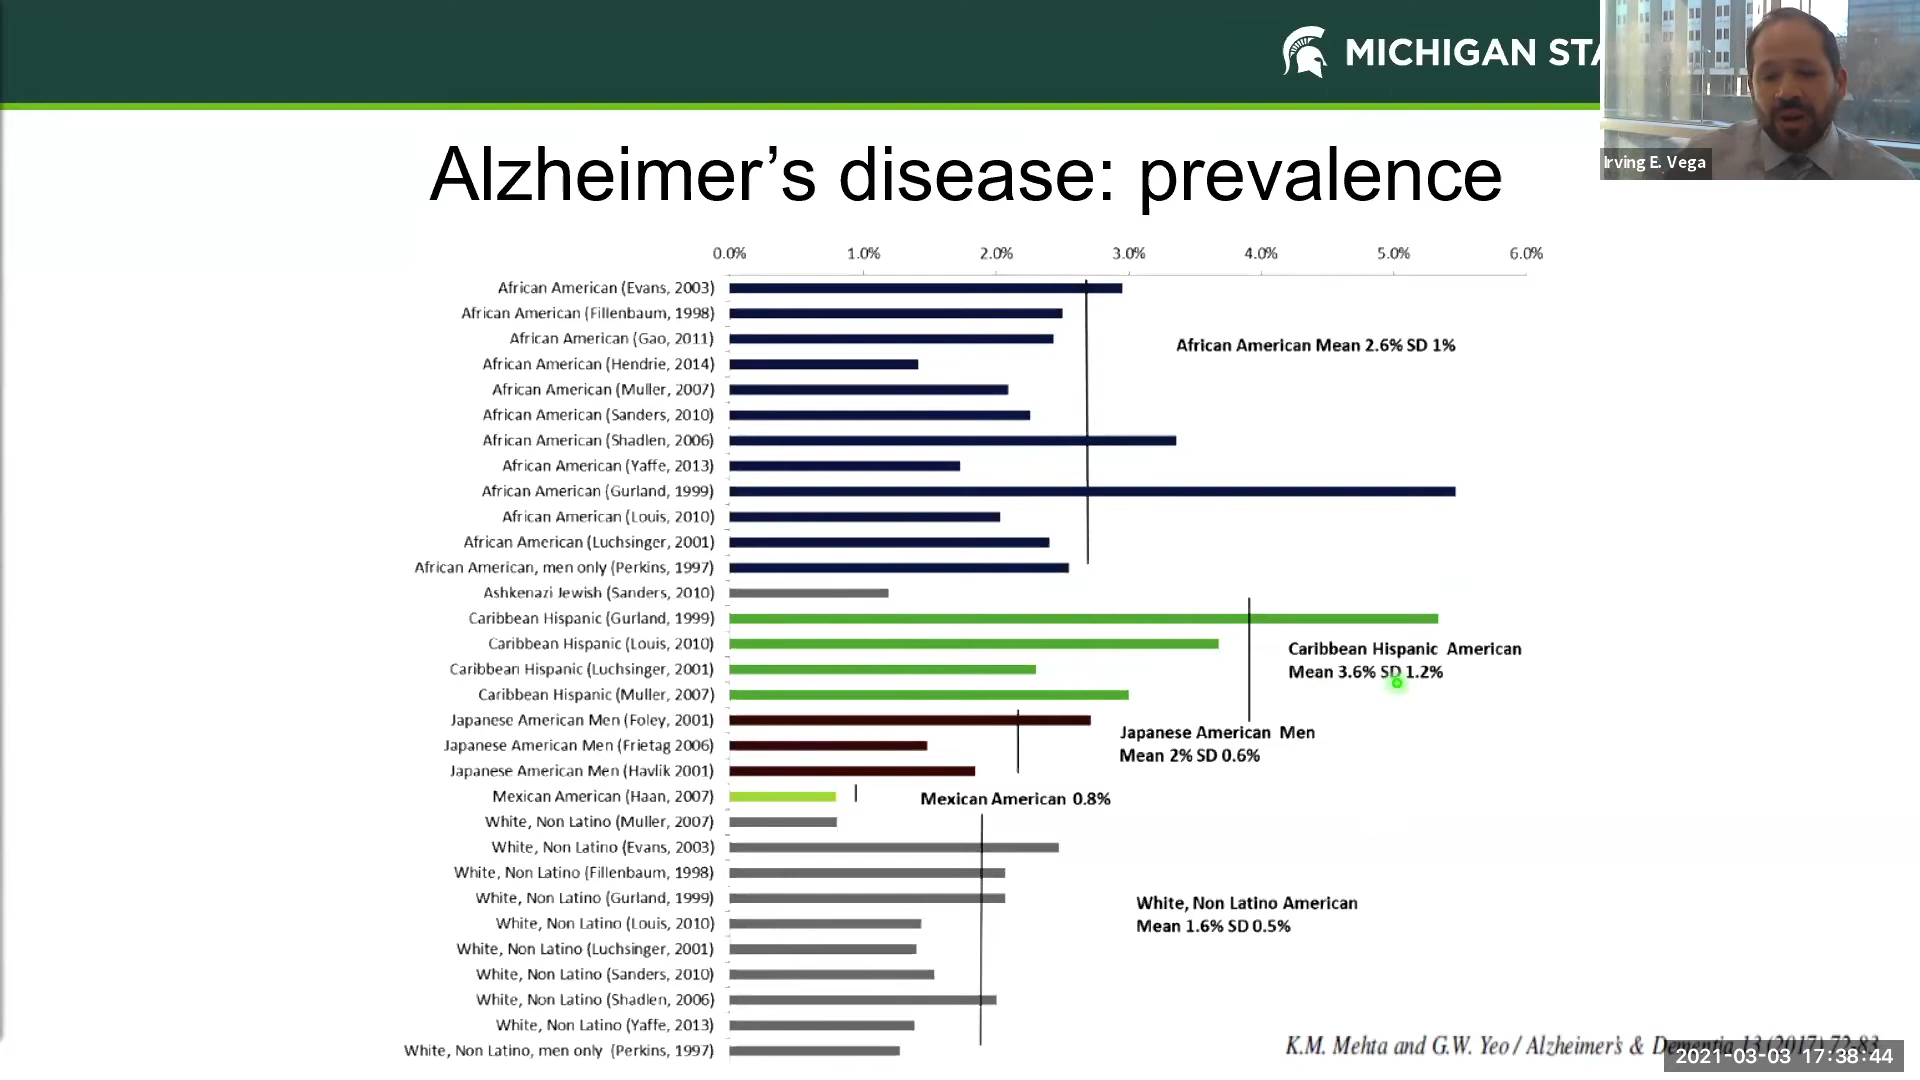 MICHIGAN STA
Irving E. Vega
Alzheimer’s disease: prevalence
0.0% 1.0% 2.0% 3.0% 4.0% 5.0% 6.0%
African American (Evans, 2003)
African American (Fillenbaum, 1998)
African American (Gao, 2011)
African American Mean 2.6% SD 1%
African American (Hendrie, 2014)
African American (Muller, 2007)
African American (Sanders, 2010)
African American (Shadlen, 2006)
African American (Yaffe, 2013)
African American (Gurland, 1999)
African American (Louis, 2010)
African American (Luchsinger, 2001)
African American, men only (Perkins, 1997)
Ashkenazi Jewish (Sanders, 2010)
Caribbean Hispanic (Gurland, 1999)
Caribbean Hispanic (Louis, 2010)
Caribbean Hispanic (Luchsinger, 2001)
Caribbean Hispanic (Muller, 2007)
Caribbean Hispanic American
Mean 3.6% SD 1.2%
Japanese American Men (Foley, 2001)
Japanese American Men (Frietag 2006)
Japanese American Men (Havlik 2001)
Japanese American Men
Mean 2% SD 0.6%
Mexican American (Haan, 2007)
Mexican American 0.8%
White, Non Latino (Muller, 2007)
White, Non Latino (Evans, 2003)
White, Non Latino (Fillenbaum, 1998)
White, Non Latino (Gurland, 1999)
White, Non Latino (Louis, 2010)
White, Non Latino (Luchsinger, 2001)
White, Non Latino (Sanders, 2010)
White, Non Latino (Shadlen, 2006)
White, Non Latino (Yaffe, 2013)
White, Non Latino, men only (Perkins, 1997)
White, Non Latino American
Mean 1.6% SD 0.5%
K.M. Mehta and G.W. Yeo / Alzheimer's & Dementia 13 (2017) 72-83
2021-03-03 17:38:44